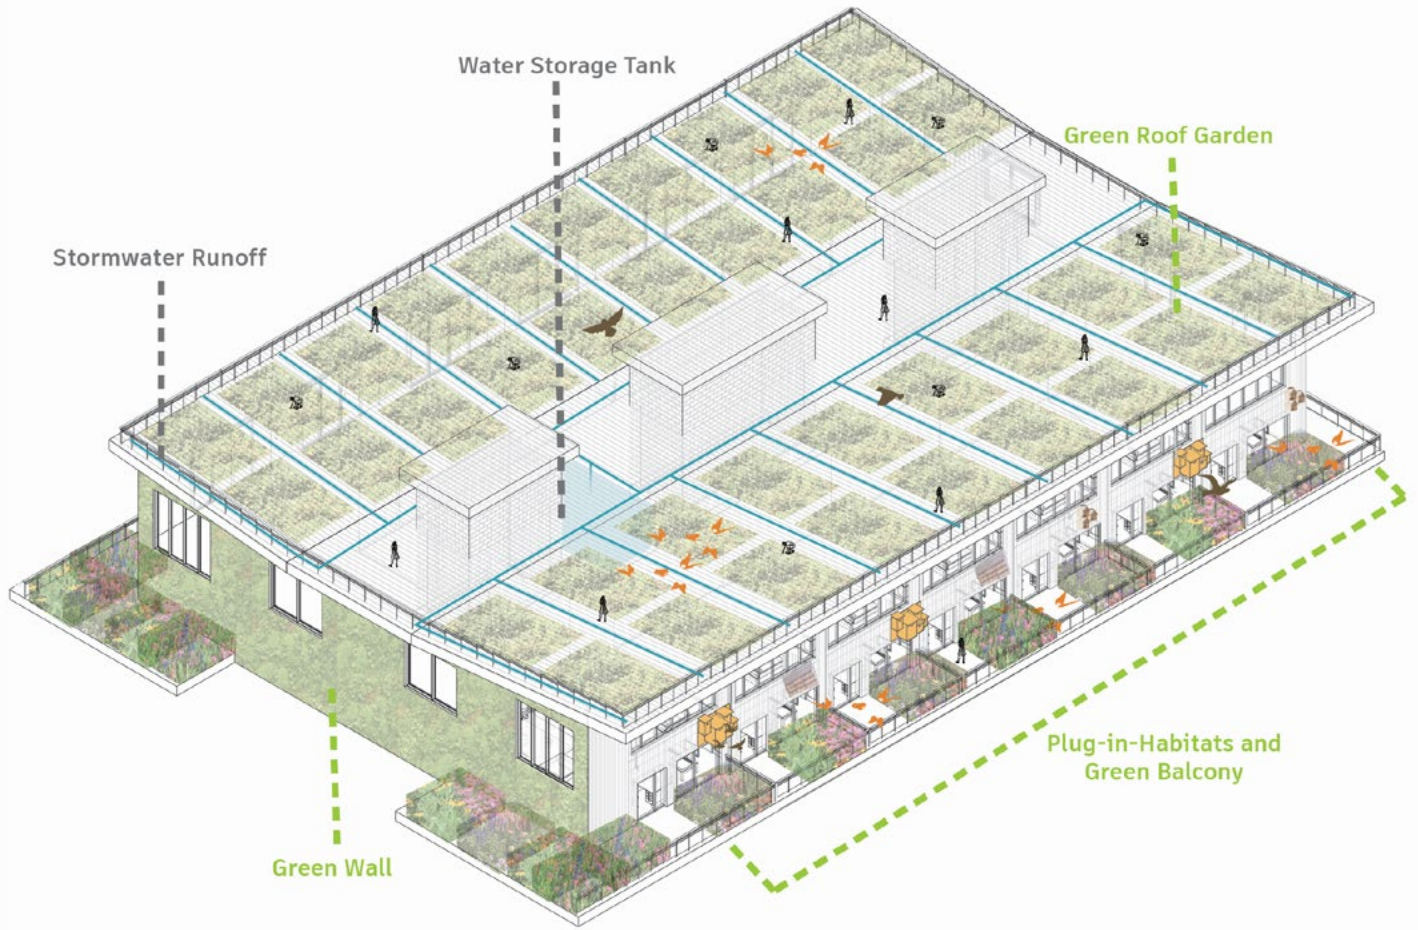 Water Storage Tank
Green Roof Garden
Stormwater Runoff
Plug-in-Habitats and
Green Balcony
Green Wall